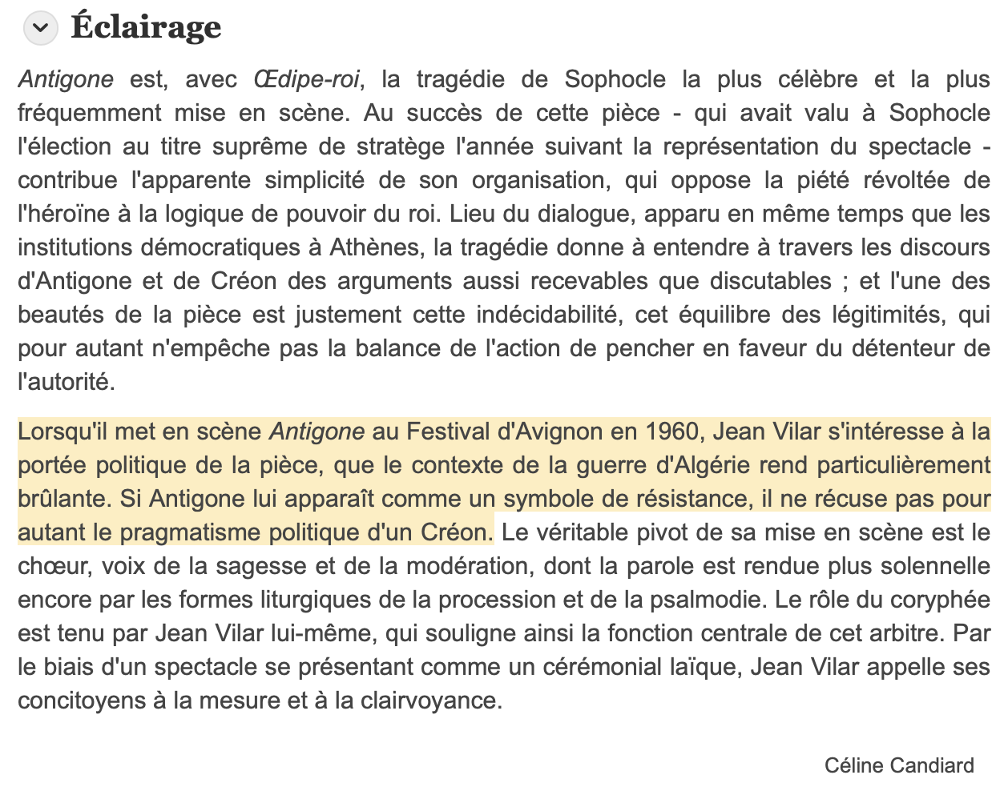 Éclairage
Antigone est, avec Œdipe-roi, la tragédie de Sophocle la plus célèbre et la plus
fréquemment mise en scène. Au succès de cette pièce - qui avait valu à Sophocle
l'élection au titre suprême de stratège l'année suivant la représentation du spectacle -
contribue l'apparente simplicité de son organisation, qui oppose la piété révoltée de
l'héroïne à la logique de pouvoir du roi. Lieu du dialogue, apparu en même temps que les
institutions démocratiques à Athènes, la tragédie donne à entendre à travers les discours
d'Antigone et de Créon des arguments aussi recevables que discutables ; et l'une des
beautés de la pièce est justement cette indécidabilité, cet équilibre des légitimités, qui
pour autant n'empêche pas la balance de l'action de pencher en faveur du détenteur de
l'autorité.
Lorsqu'il met en scène Antigone au Festival d'Avignon en 1960, Jean Vilar s'intéresse à la
portée politique de la pièce, que le contexte de la guerre d'Algérie rend particulièrement
brûlante. Si Antigone lui apparaît comme un symbole de résistance, il ne récuse pas pour
autant le pragmatisme politique d'un Créon. Le véritable pivot de sa mise en scène est le
chœur, voix de la sagesse et de la modération, dont la parole est rendue plus solennelle
encore par les formes liturgiques de la procession et de la psalmodie. Le rôle du coryphée
est tenu par Jean Vilar lui-même, qui souligne ainsi la fonction centrale de cet arbitre. Par
le biais d'un spectacle se présentant comme un cérémonial laïque, Jean Vilar appelle ses
concitoyens à la mesure et à la clairvoyance.
Céline Candiard